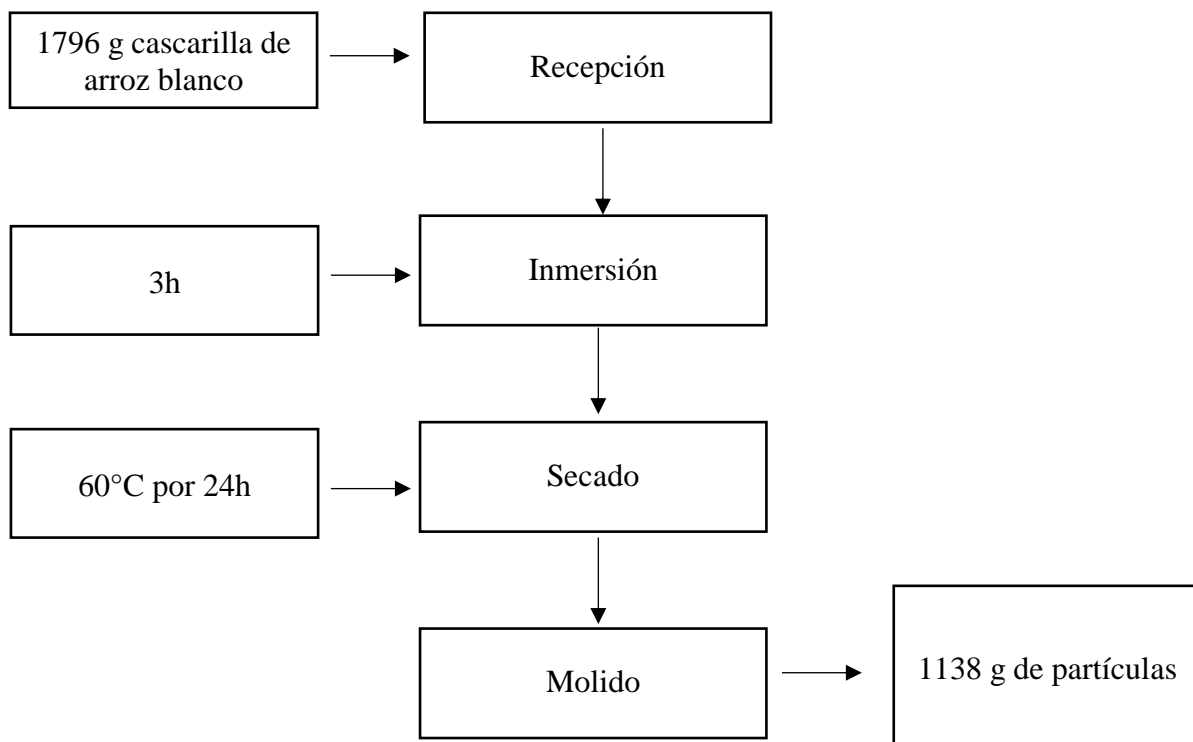 1796 g cascarilla de
arroz blanco
Recepción
3h
Inmersión
60°C por 24h
Secado
Molido
1138 g de partículas